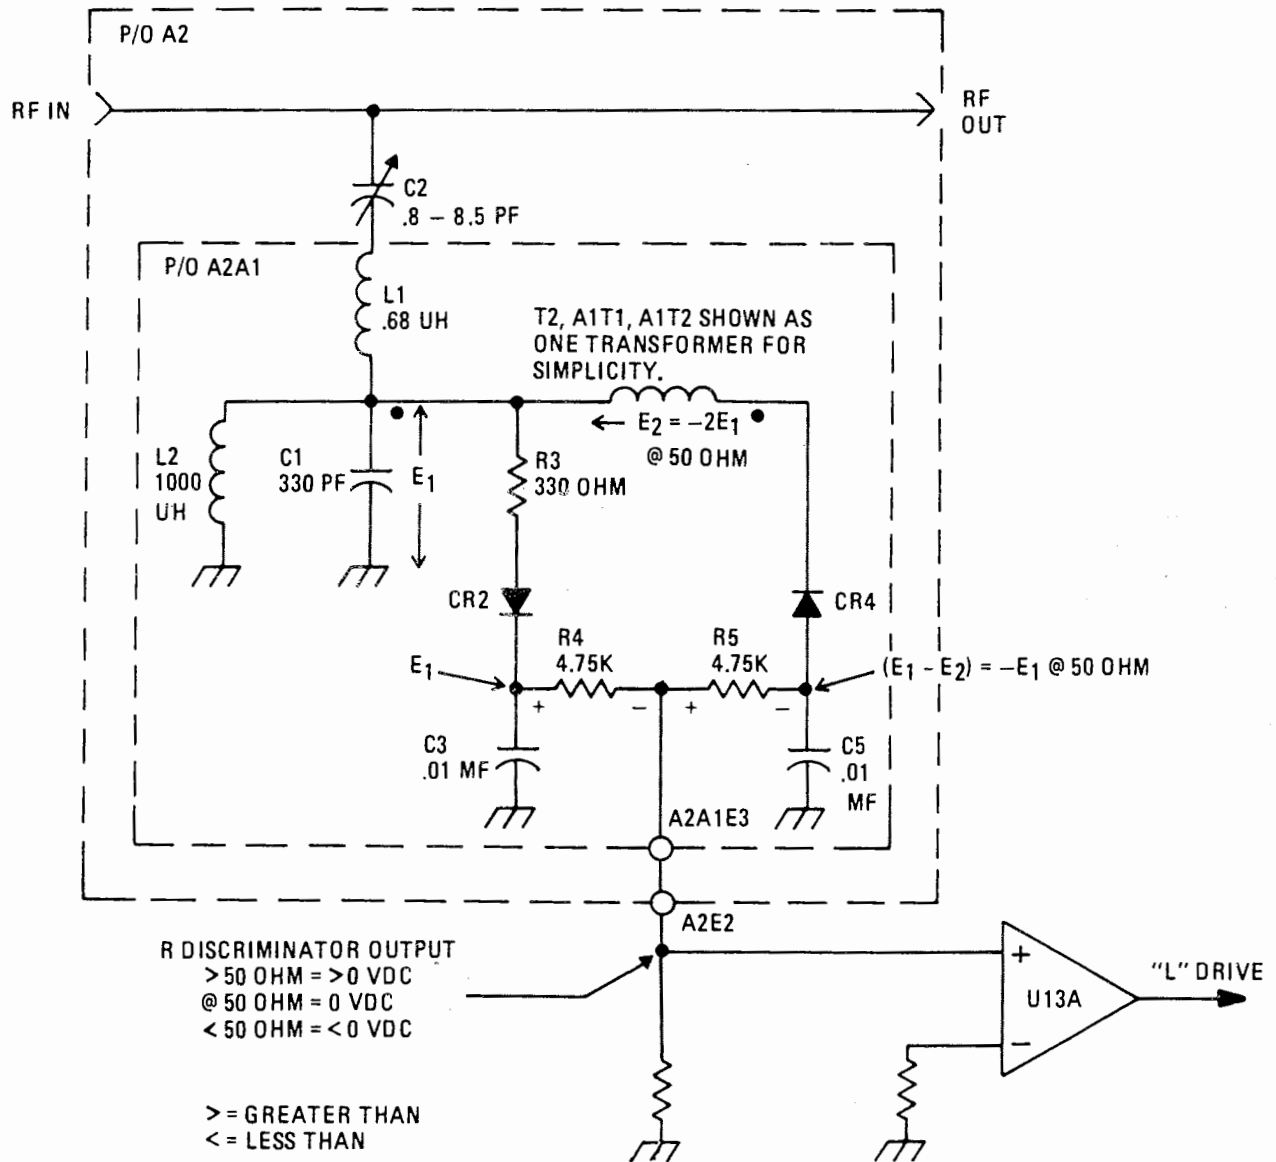 P/O A2
RF IN
RF
OUT
C2
.8 – 8.5 PF
P/O A2A1
L1
.68 UH
T2, A1T1, A1T2 SHOWN AS
ONE TRANSFORMER FOR
SIMPLICITY.
E2 = -2E1
@ 50 OHM
L2
1000
UH
C1
330 PF
E1
R3
330 OHM
CR2
CR4
R4
4.75K
R5
4.75K
E1
(E1 - E2) = -E1 @ 50 OHM
+ − + −
C3
.01 MF
C5
.01
MF
A2A1E3
A2E2
R DISCRIMINATOR OUTPUT
>50 OHM = >0 VDC
@ 50 OHM = 0 VDC
<50 OHM = <0 VDC
+
U13A
−
"L" DRIVE
> = GREATER THAN
< = LESS THAN